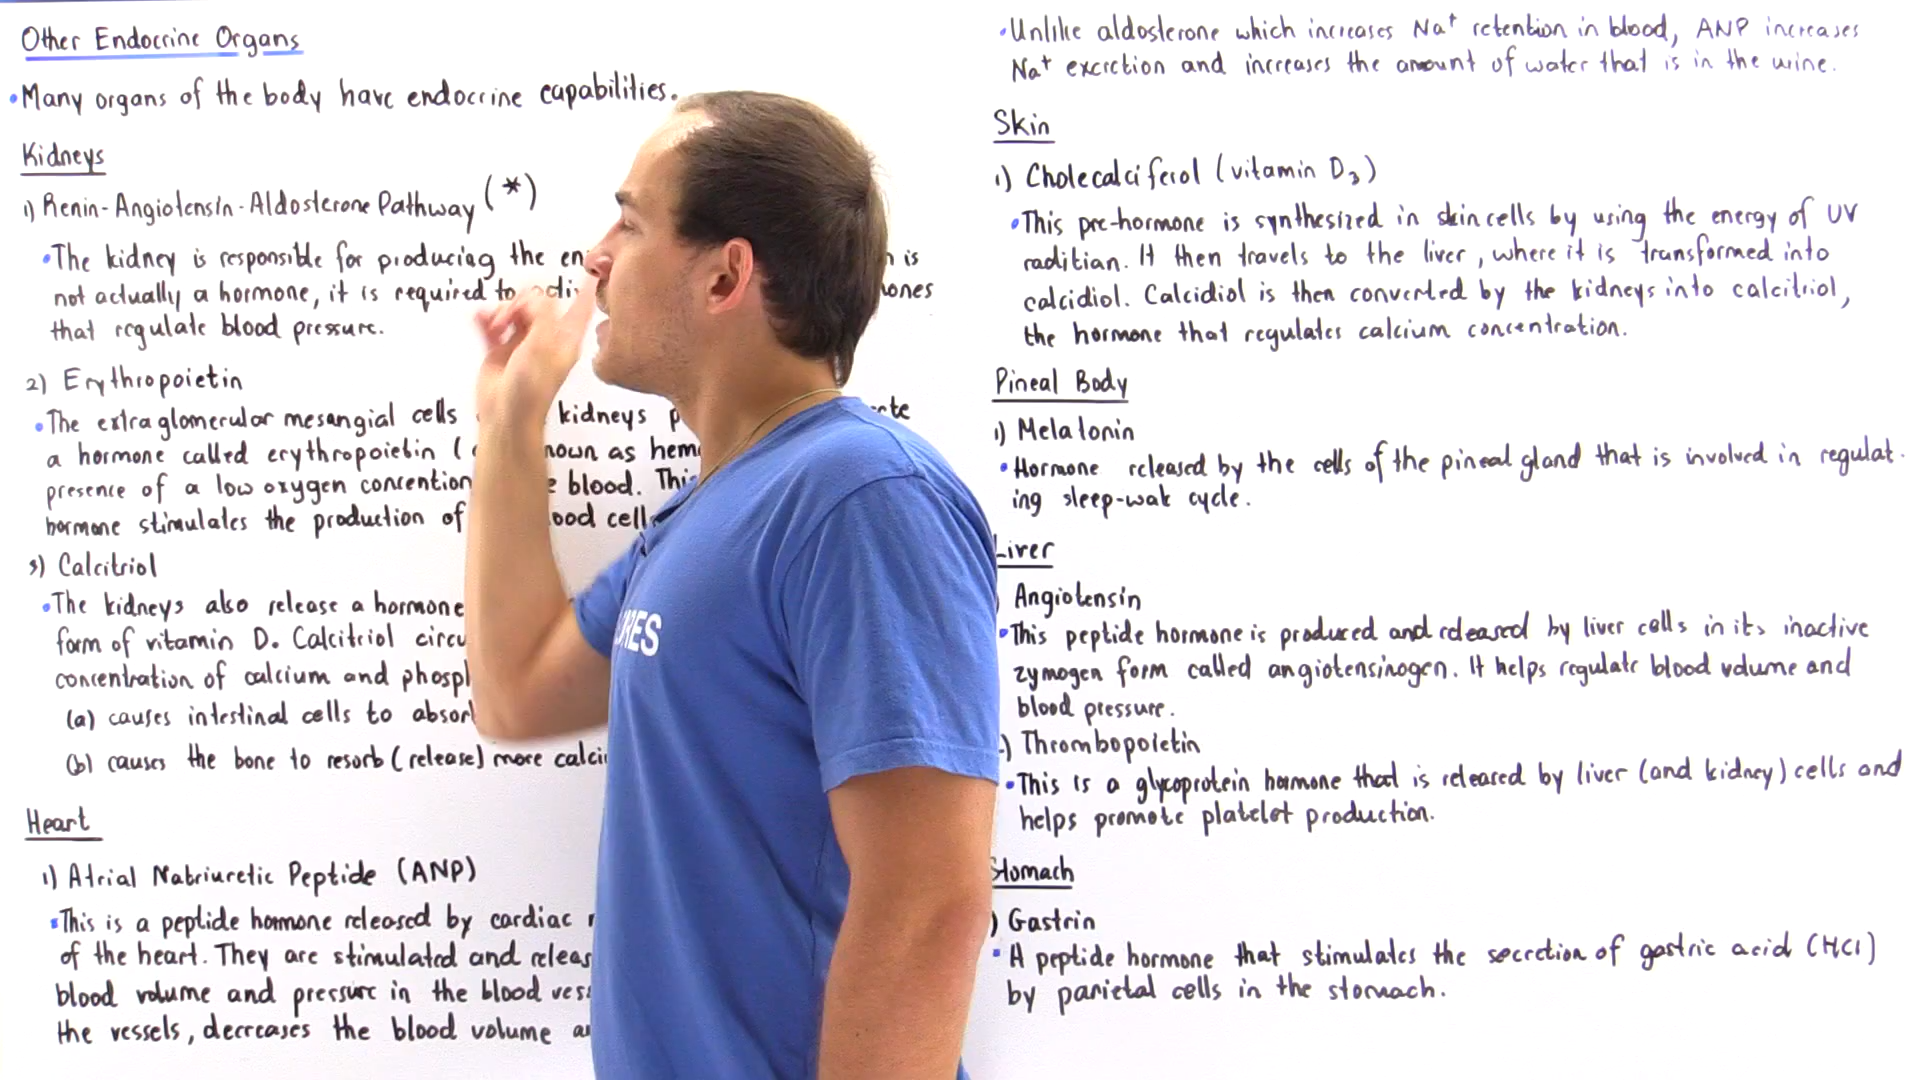 Other Endocrine Organs
•Many organs of the body have endocrine capabilities.
Kidneys
1) Renin-Angiotensin-Aldosterone Pathway (*)
•The kidney is responsible for producing the en is
not actually a hormone, it is required to
that regulate blood pressure.
2) Erythropoietin
•The extraglomerular mesangial cells kidneys
a hormone called erythropoietin ( as
presence of a low oxygen concention blood. This
hormone stimulates the production of cell
3) Calcitriol
•The kidneys also release a hormone
form of vitamin D. Calcitriol
concentration of calcium and
(a) causes intestinal cells to
(b) causes the bone to resorb (release) more
Heart
1) Atrial Natriuretic Peptide (ANP)
•This is a peptide hormone released by cardiac
of the heart. They are stimulated and
blood volume and pressure in the blood
the vessels, decreases the blood volume
•Unlike aldosterone which increases Na⁺ retention in blood, ANP increases
Na⁺ excretion and increases the amount of water that is in the urine.
Skin
1) Cholecalciferol (vitamin D₃)
•This pre-hormone is synthesized in skin cells by using the energy of UV
raditian. It then travels to the liver, where it is transformed into
calcidiol. Calcidiol is then converted by the kidneys into calcitriol,
the hormone that regulates calcium concentration.
Pineal Body
1) Melatonin
•Hormone released by the cells of the pineal gland that is involved in regulat-
ing sleep-wak cycle.
Liver
Angiotensin
•This peptide hormone is produced and released by liver cells in its inactive
zymogen form called angiotensinogen. It helps regulate blood volume and
blood pressure.
) Thrombopoietin
•This is a glycoprotein hormone that is released by liver (and kidney) cells and
helps promote platelet production.
Stomach
) Gastrin
•A peptide hormone that stimulates the secretion of gastric acid (HCl)
by parietal cells in the stomach.